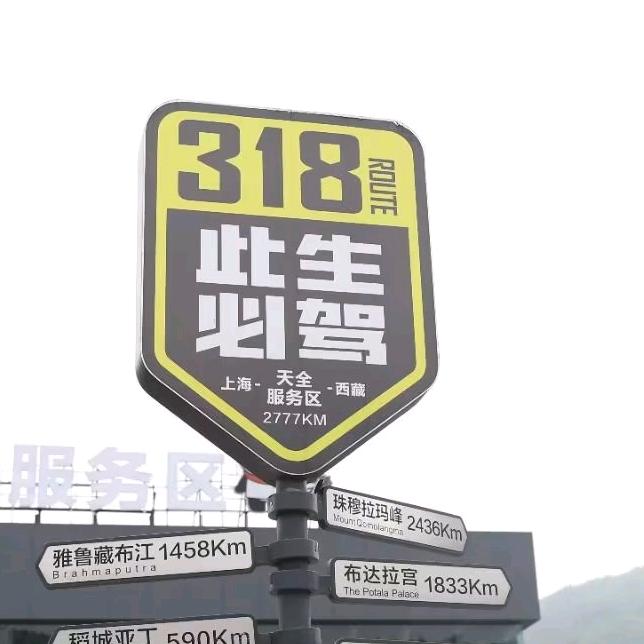 318
ROUTE
此生
必驾
上海- 天全 -西藏
服务区
2777KM
服务区
珠穆拉玛峰 2436Km
Mount Qomolangma
雅鲁藏布江 1458Km
Brahmaputra
布达拉宫 1833Km
The Potala Palace
稻城亚丁 590Km